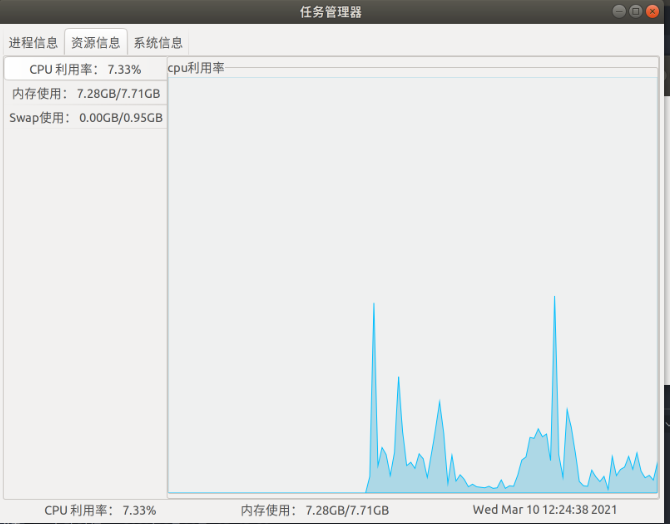 任务管理器
进程信息 资源信息 系统信息
CPU 利用率： 7.33% cpu利用率
内存使用： 7.28GB/7.71GB
Swap使用： 0.00GB/0.95GB
CPU 利用率： 7.33% 内存使用： 7.28GB/7.71GB Wed Mar 10 12:24:38 2021